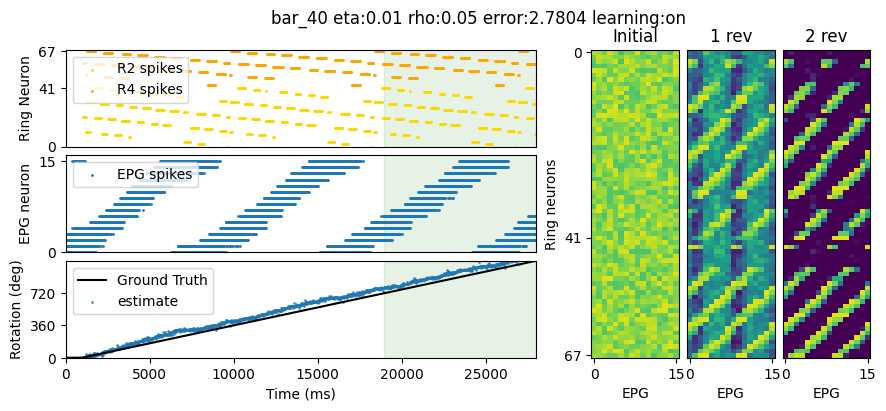 bar_40 eta:0.01 rho:0.05 error:2.7804 learning:on
Ring Neuron
67
41
0
R2 spikes
R4 spikes
EPG neuron
15
0
EPG spikes
Rotation (deg)
720
360
0
Ground Truth
estimate
0 5000 10000 15000 20000 25000
Time (ms)
Initial 1 rev 2 rev
Ring neurons
0
41
67
0 15 0 15 0 15
EPG EPG EPG